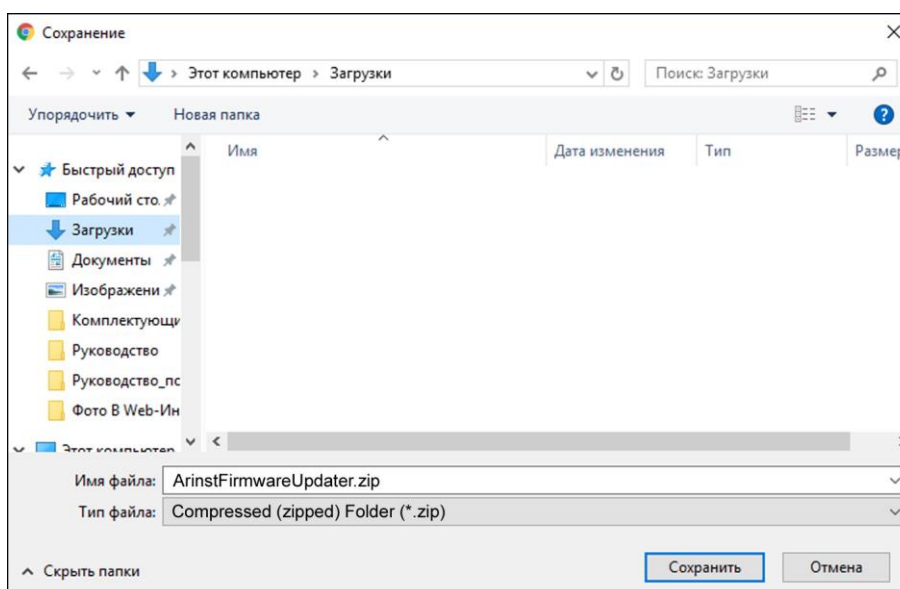 Сохранение
Этот компьютер › Загрузки
Поиск: Загрузки
Упорядочить
Новая папка
Имя
Дата изменения
Тип
Размер
Быстрый доступ
Рабочий сто.
Загрузки
Документы
Изображени
Комплектующи
Руководство
Руководство_пс
Фото В Web-Ин
Этот компьютер
Имя файла: ArinstFirmwareUpdater.zip
Тип файла: Compressed (zipped) Folder (*.zip)
Скрыть папки
Сохранить
Отмена